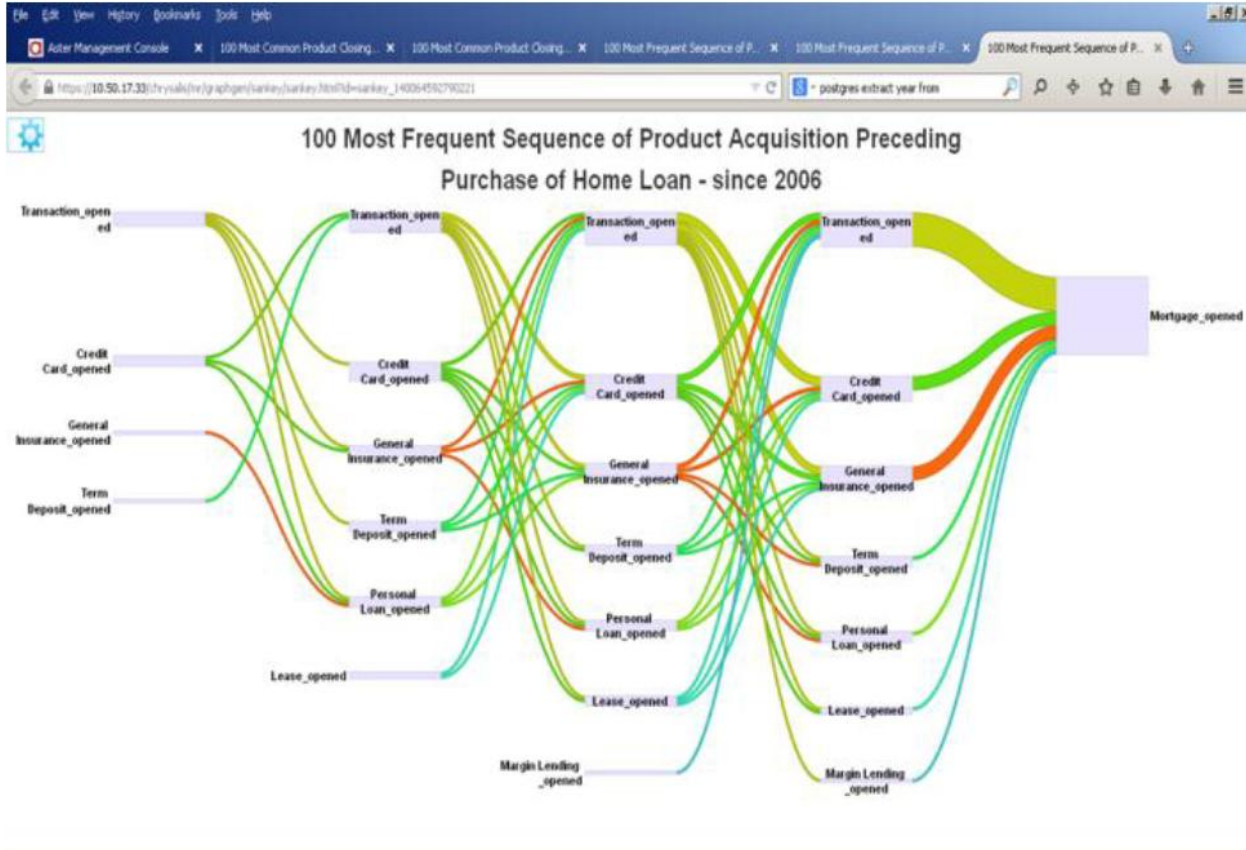 File Edit View History Bookmarks Tools Help
Aster Management Console
100 Most Common Product Closing...
100 Most Common Product Closing...
100 Most Frequent Sequence of P...
100 Most Frequent Sequence of P...
100 Most Frequent Sequence of P...
postgres extract year from
100 Most Frequent Sequence of Product Acquisition Preceding
Purchase of Home Loan - since 2006
Transaction_open
ed
Credit
Card_opened
General
Insurance_opened
Term
Deposit_opened
Transaction_open
ed
Credit
Card_opened
General
Insurance_opened
Term
Deposit_opened
Personal
Loan_opened
Lease_opened
Transaction_open
ed
Credit
Card_opened
General
Insurance_opened
Term
Deposit_opened
Personal
Loan_opened
Lease_opened
Margin Lending
_opened
Transaction_open
ed
Credit
Card_opened
General
Insurance_opened
Term
Deposit_opened
Personal
Loan_opened
Lease_opened
Margin Lending
_opened
Mortgage_opened